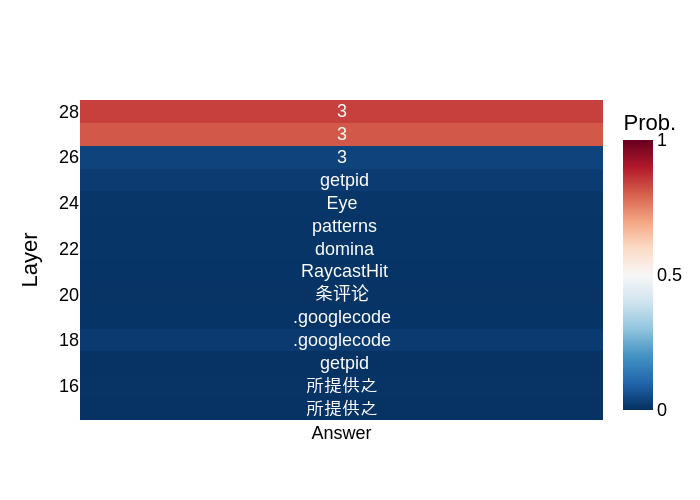 Prob.
28
3
1
3
26
3
getpid
24
Eye
patterns
22
domina
Layer
RaycastHit
0.5
20
条评论
.googlecode
18
.googlecode
getpid
16
所提供之
所提供之
0
Answer